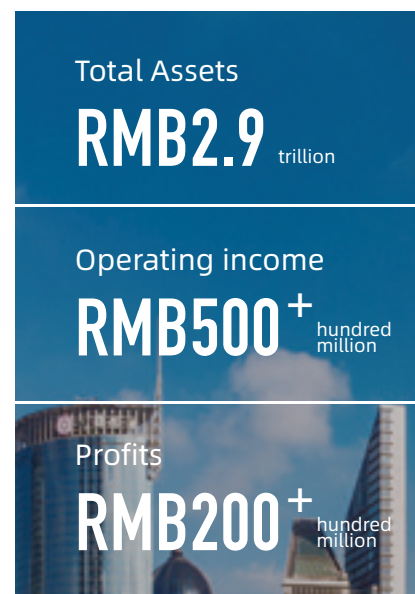 Total Assets
RMB2.9 trillion
Operating income
RMB500+ hundred
million
Profits
RMB200+ hundred
million